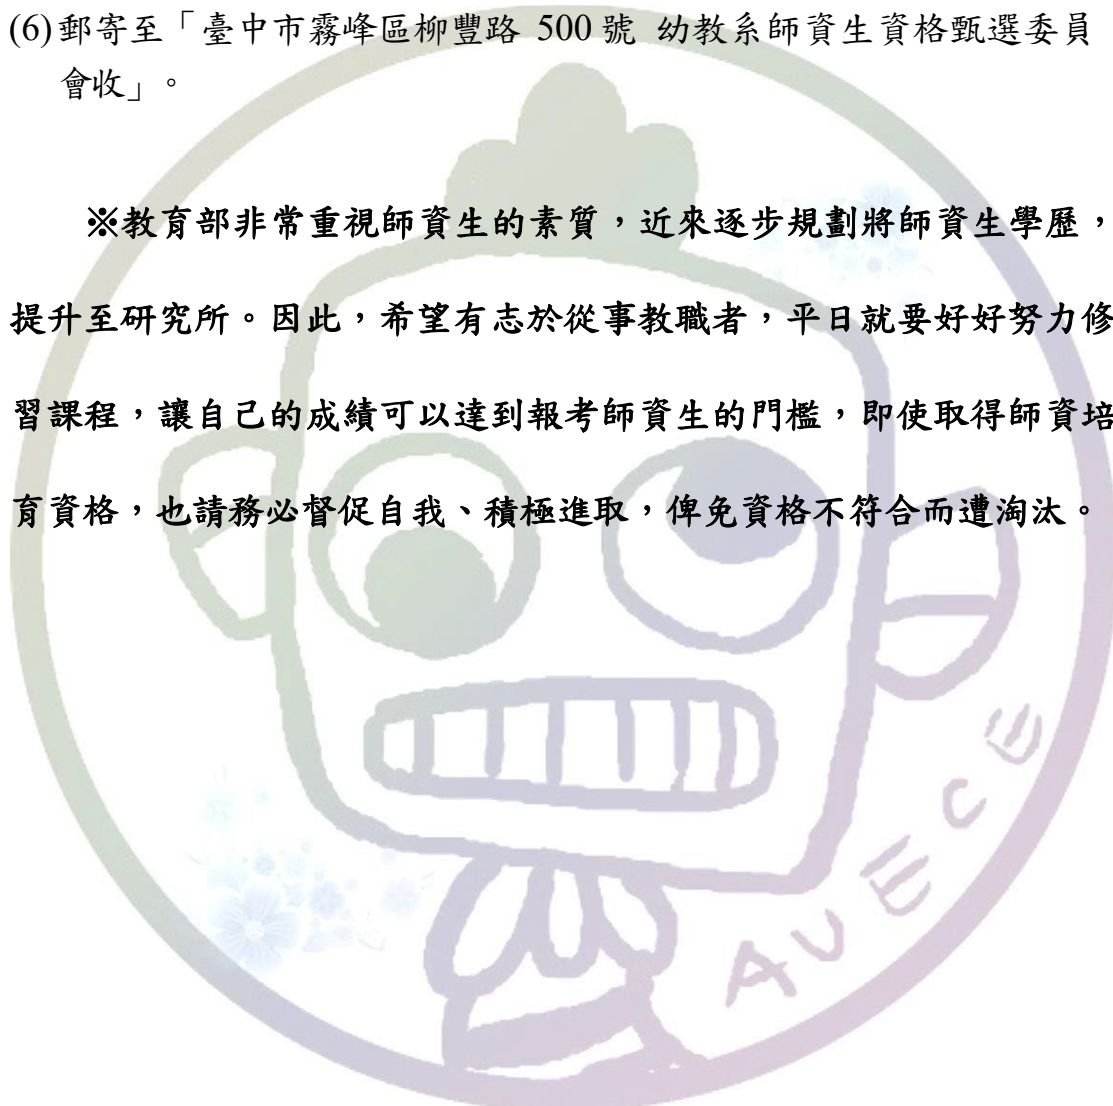 (6)郵寄至「臺中市霧峰區柳豐路 500 號 幼教系師資生資格甄選委員
會收」。
※教育部非常重視師資生的素質，近來逐步規劃將師資生學歷，
提升至研究所。因此，希望有志於從事教職者，平日就要好好努力修
習課程，讓自己的成績可以達到報考師資生的門檻，即使取得師資培
育資格，也請務必督促自我、積極進取，俾免資格不符合而遭淘汰。
AUECE